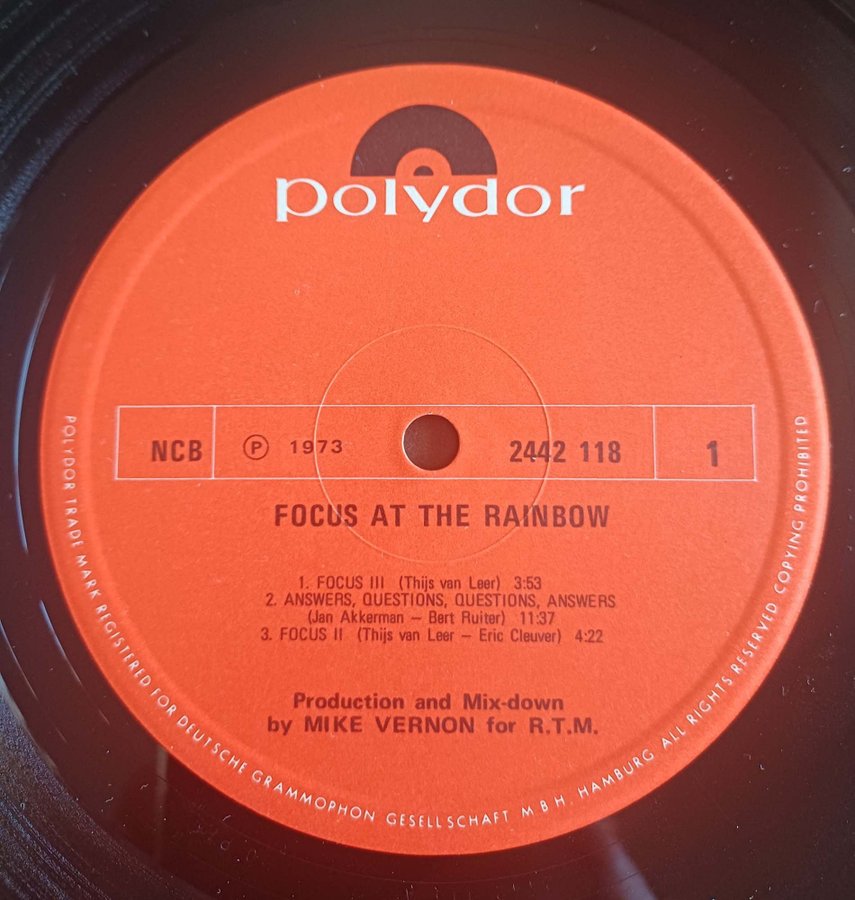 polydor
NCB ℗ 1973 2442 118 1
FOCUS AT THE RAINBOW
1. FOCUS III (Thijs van Leer) 3:53
2. ANSWERS, QUESTIONS, QUESTIONS, ANSWERS
(Jan Akkerman – Bert Ruiter) 11:37
3. FOCUS II (Thijs van Leer – Eric Cleuver) 4:22
Production and Mix-down
by MIKE VERNON for R.T.M.
POLYDOR TRADE MARK REGISTERED FOR DEUTSCHE GRAMMOPHON GESELLSCHAFT M B H. HAMBURG ALL RIGHTS RESERVED COPYING PROHIBITED